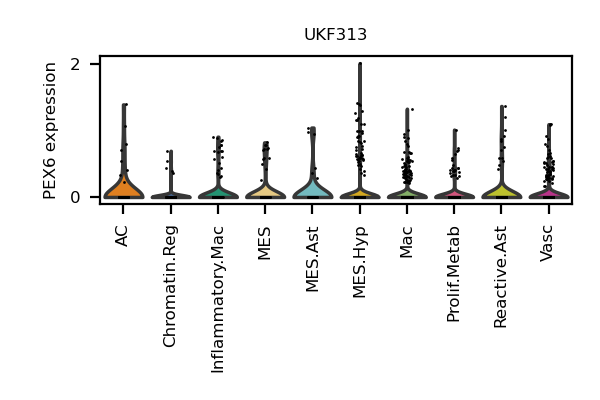 UKF313
PEX6 expression
2
0
AC
Chromatin.Reg
Inflammatory.Mac
MES
MES.Ast
MES.Hyp
Mac
Prolif.Metab
Reactive.Ast
Vasc